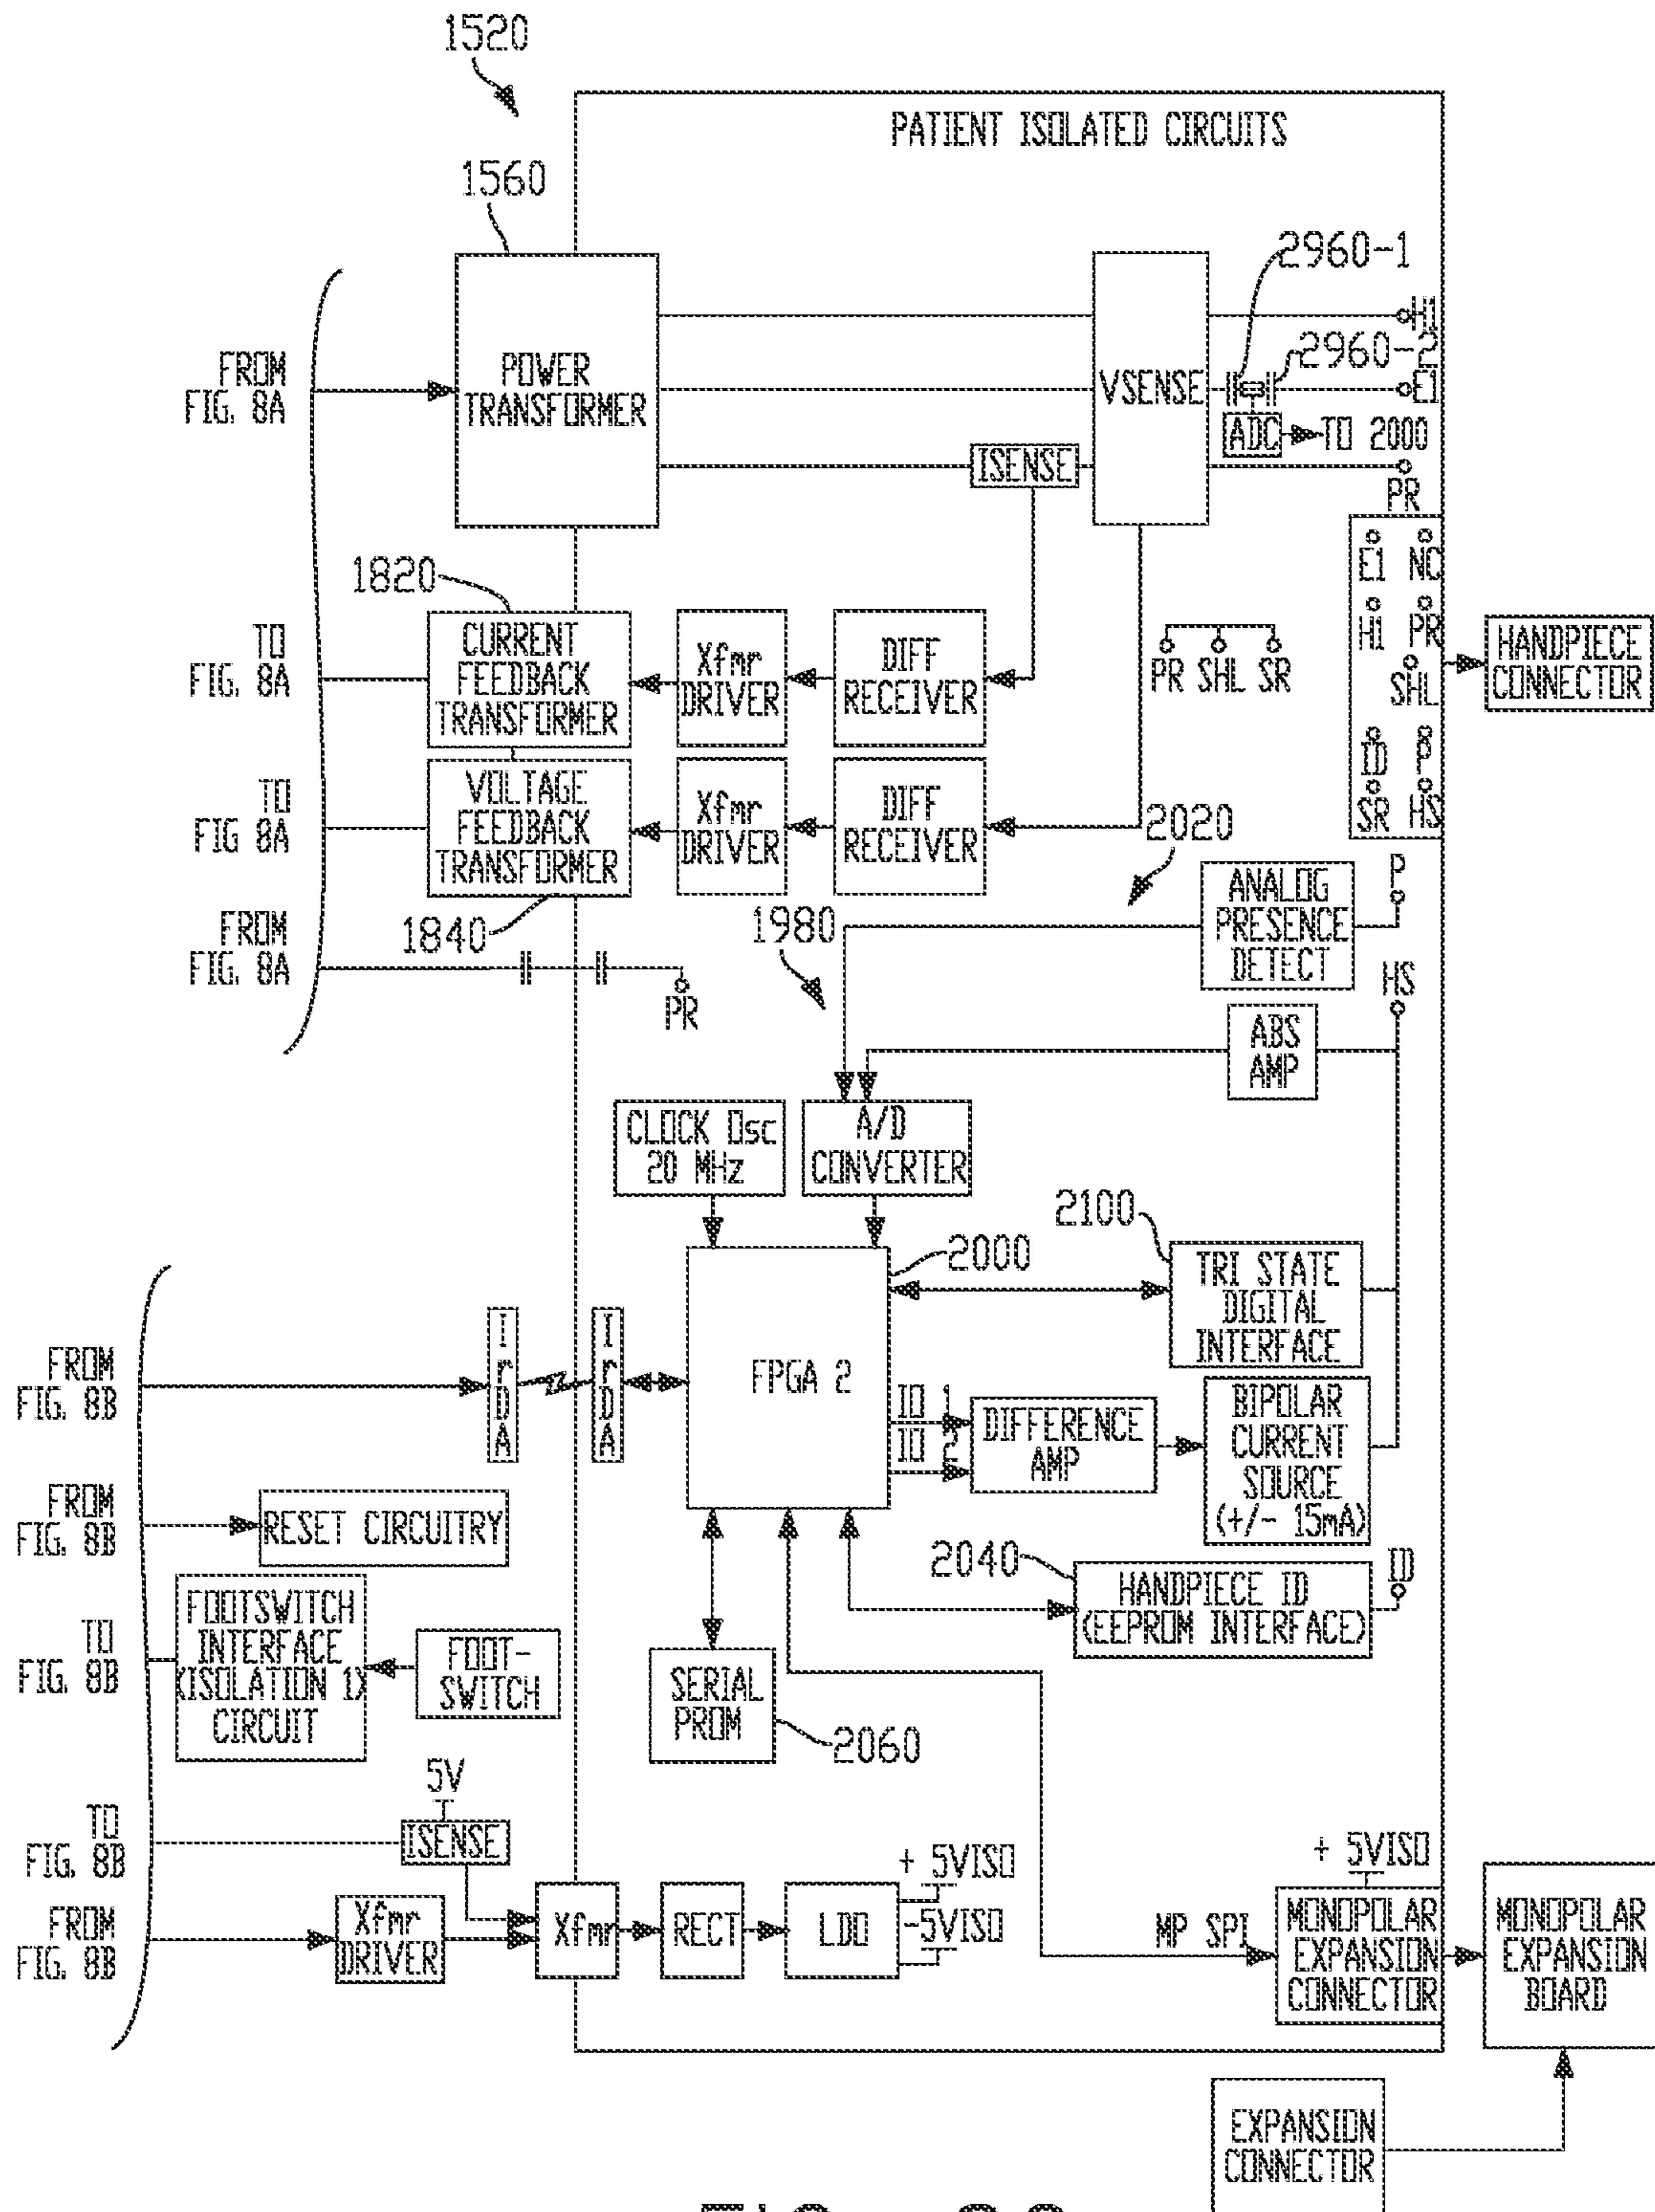 1520
PATIENT ISOLATED CIRCUITS
1560
2960-1
H1
2960-2
FROM
FIG. 8A
POWER
TRANSFORMER
VSENSE
E1
ADC
TO 2000
ISENSE
PR
E1 NC
1820
H1 PR
SHL
ID P
SR HS
HANDPIECE
CONNECTOR
TO
FIG. 8A
CURRENT
FEEDBACK
TRANSFORMER
Xfmr
DRIVER
DIFF
RECEIVER
PR SHL SR
TO
FIG 8A
VOLTAGE
FEEDBACK
TRANSFORMER
Xfmr
DRIVER
DIFF
RECEIVER
2020
P
ANALOG
PRESENCE
DETECT
1840
1980
FROM
FIG. 8A
PR
HS
ABS
AMP
CLOCK Osc
20 MHz
A/D
CONVERTER
2100
2000
TRI STATE
DIGITAL
INTERFACE
FROM
FIG. 8B
IrDA
IrDA
FPGA 2
IO 1
IO 2
DIFFERENCE
AMP
BIPOLAR
CURRENT
SOURCE
(+/- 15mA)
FROM
FIG. 8B
RESET CIRCUITRY
2040
HANDPIECE ID
(EEPROM INTERFACE)
ID
TO
FIG. 8B
FOOTSWITCH
INTERFACE
(ISOLATION 1)
CIRCUIT
FOOT-
SWITCH
SERIAL
PROM
2060
5V
TO
FIG. 8B
ISENSE
+ 5VISO
-5VISO
+ 5VISO
FROM
FIG. 8B
Xfmr
DRIVER
Xfmr
RECT
LDO
MP SPI
MONOPOLAR
EXPANSION
CONNECTOR
MONOPOLAR
EXPANSION
BOARD
EXPANSION
CONNECTOR